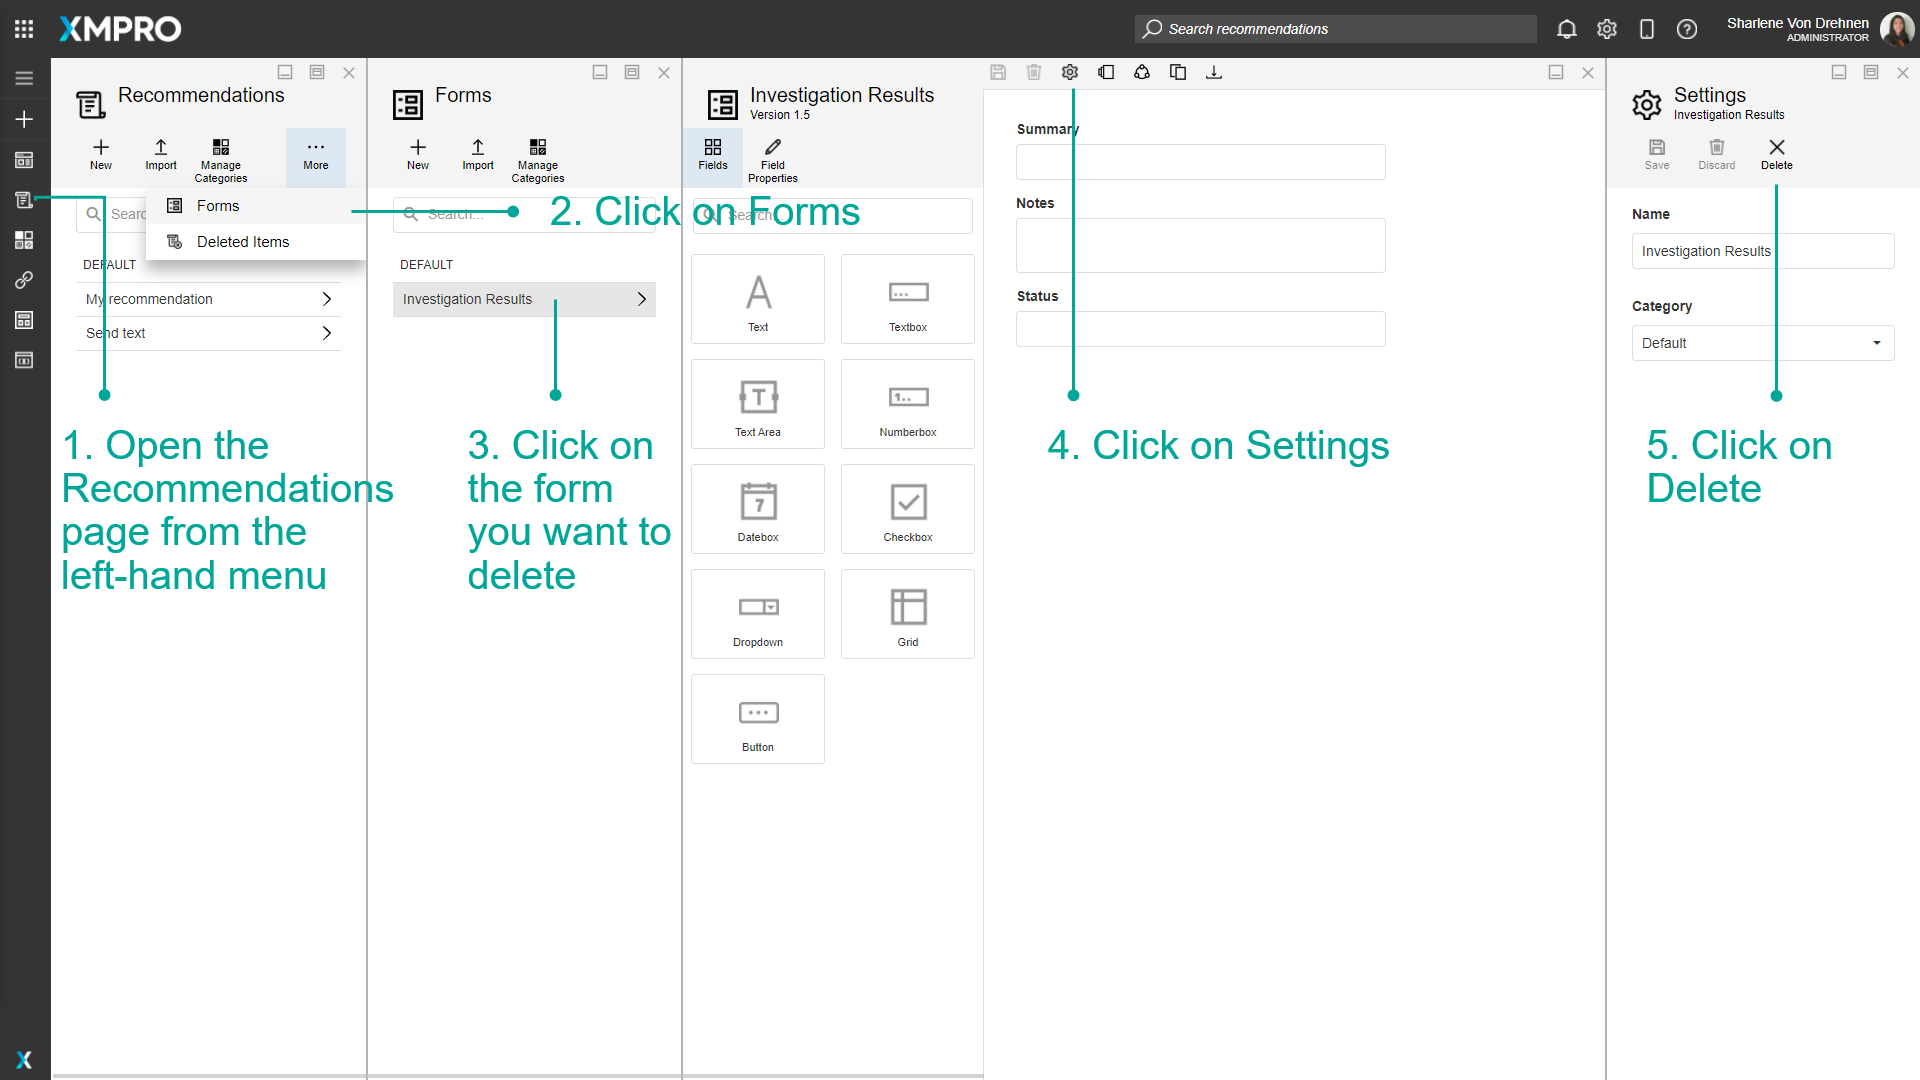 XMPRO
Search recommendations
Sharlene Von Drehnen
ADMINISTRATOR
Recommendations
New
Import
Manage
Categories
More
Forms
Deleted Items
DEFAULT
My recommendation
Send text
1. Open the
Recommendations
page from the
left-hand menu
Forms
New
Import
Manage
Categories
Search...
2. Click on Forms
DEFAULT
Investigation Results
3. Click on
the form
you want to
delete
Investigation Results
Version 1.5
Fields
Field
Properties
Search...
Text
Textbox
Text Area
Numberbox
Datebox
Checkbox
Dropdown
Grid
Button
Summary
Notes
Status
4. Click on Settings
Settings
Investigation Results
Save
Discard
Delete
Name
Investigation Results
Category
Default
5. Click on
Delete